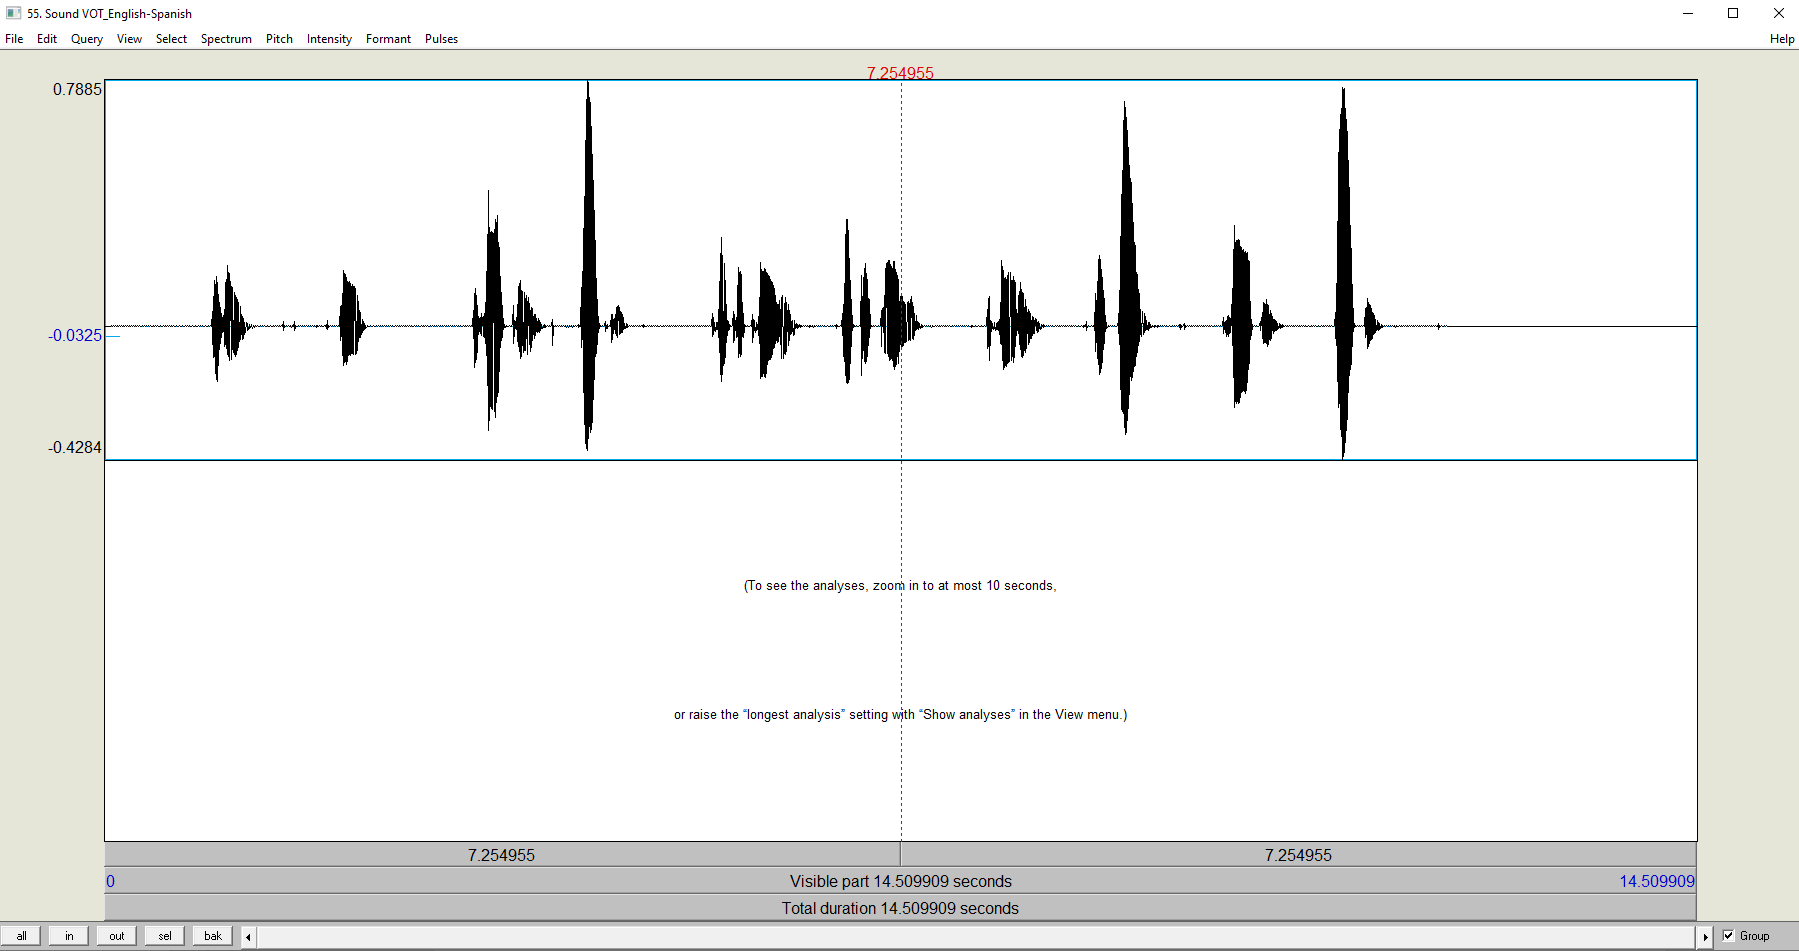 55. Sound VOT_English-Spanish
File Edit Query View Select Spectrum Pitch Intensity Formant Pulses Help
7.254955
0.7885
-0.0325
-0.4284
(To see the analyses, zoom in to at most 10 seconds,
or raise the “longest analysis” setting with “Show analyses” in the View menu.)
7.254955 7.254955
0 Visible part 14.509909 seconds 14.509909
Total duration 14.509909 seconds
all in out sel bak Group